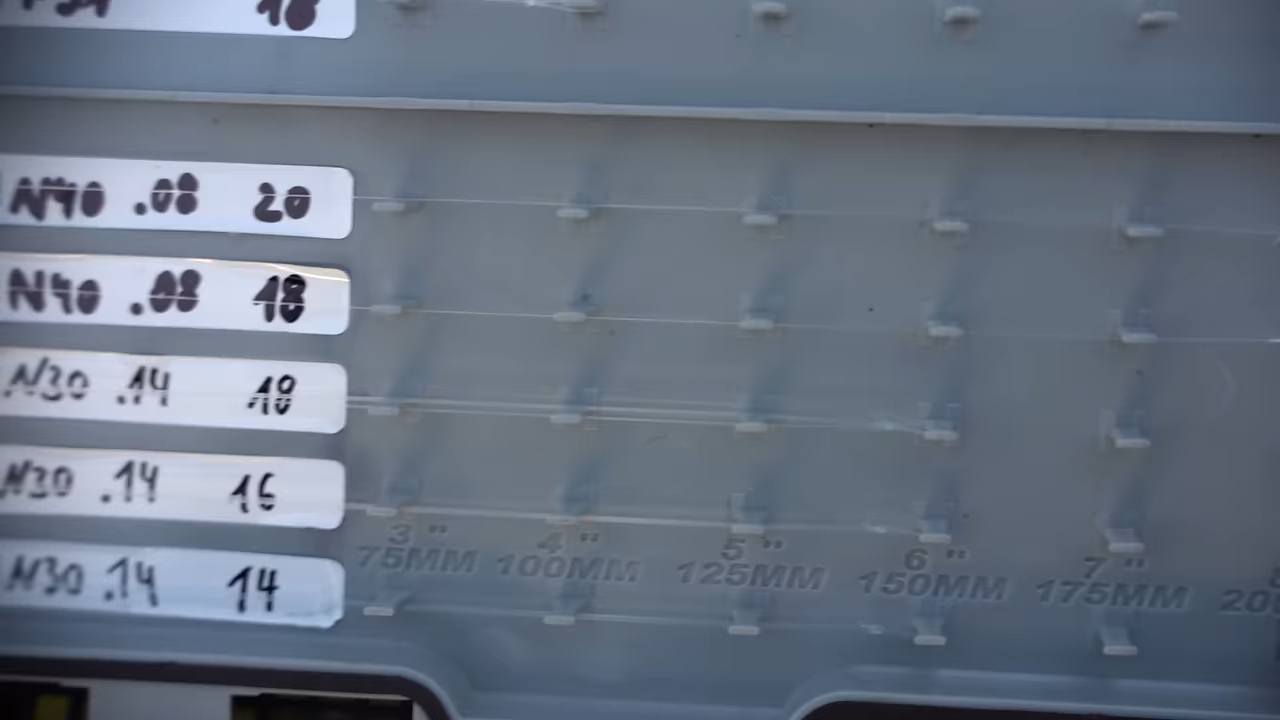 18
N40 .08 20
N40 .08 18
N30 .14 18
N30 .14 16
N30 .14 14
3" 4" 5" 6" 7"
75MM 100MM 125MM 150MM 175MM